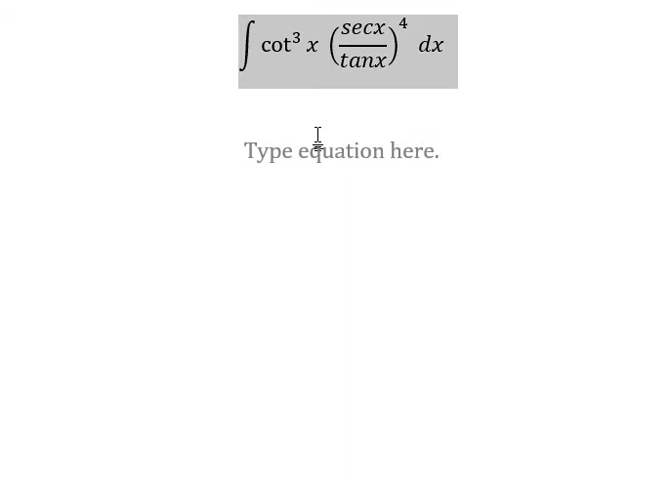 ∫ cot³ x (secx/tanx)⁴ dx
Type equation here.